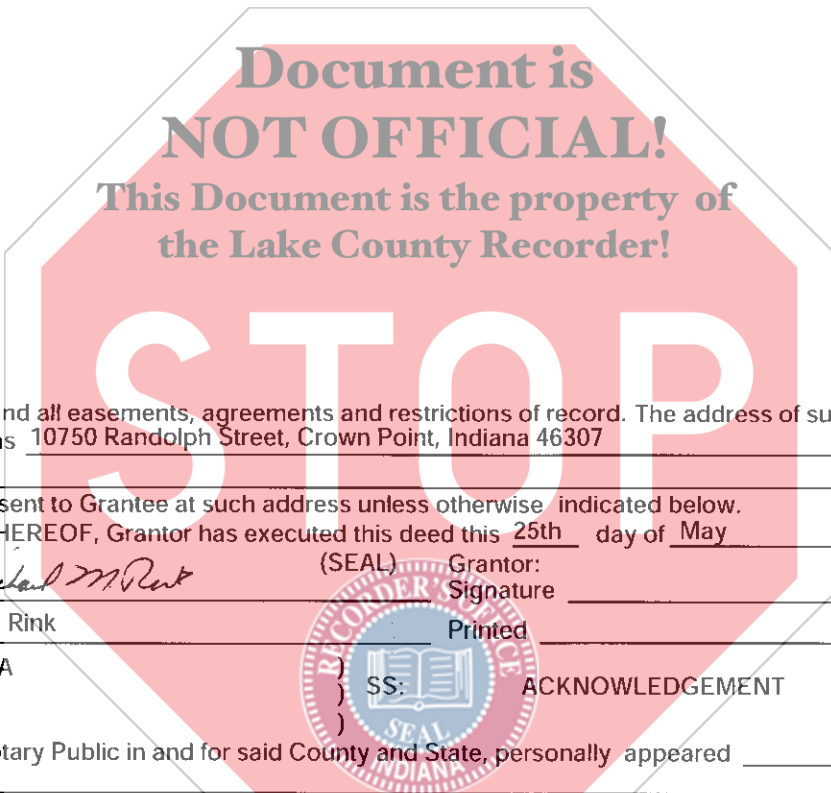 Document is
NOT OFFICIAL!
This Document is the property of
the Lake County Recorder!
STOP
nd all easements, agreements and restrictions of record. The address of su
s 10750 Randolph Street, Crown Point, Indiana 46307
sent to Grantee at such address unless otherwise indicated below.
HEREOF, Grantor has executed this deed this 25th day of May
(SEAL) Grantor:
Signature
Rink Printed
A ) SS: ACKNOWLEDGEMENT
)
)
tary Public in and for said County and State, personally appeared
RECORDER'S OFFICE
SEAL
INDIANA